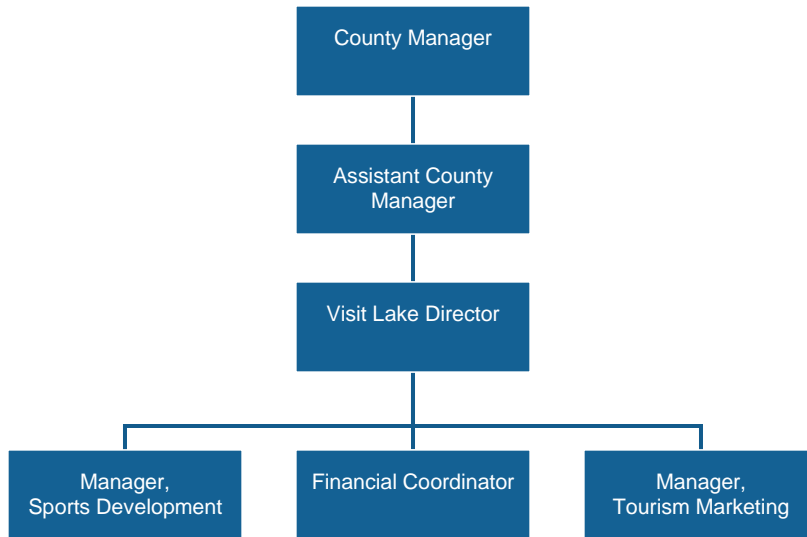 County Manager
Assistant County
Manager
Visit Lake Director
Manager,
Sports Development
Financial Coordinator
Manager,
Tourism Marketing